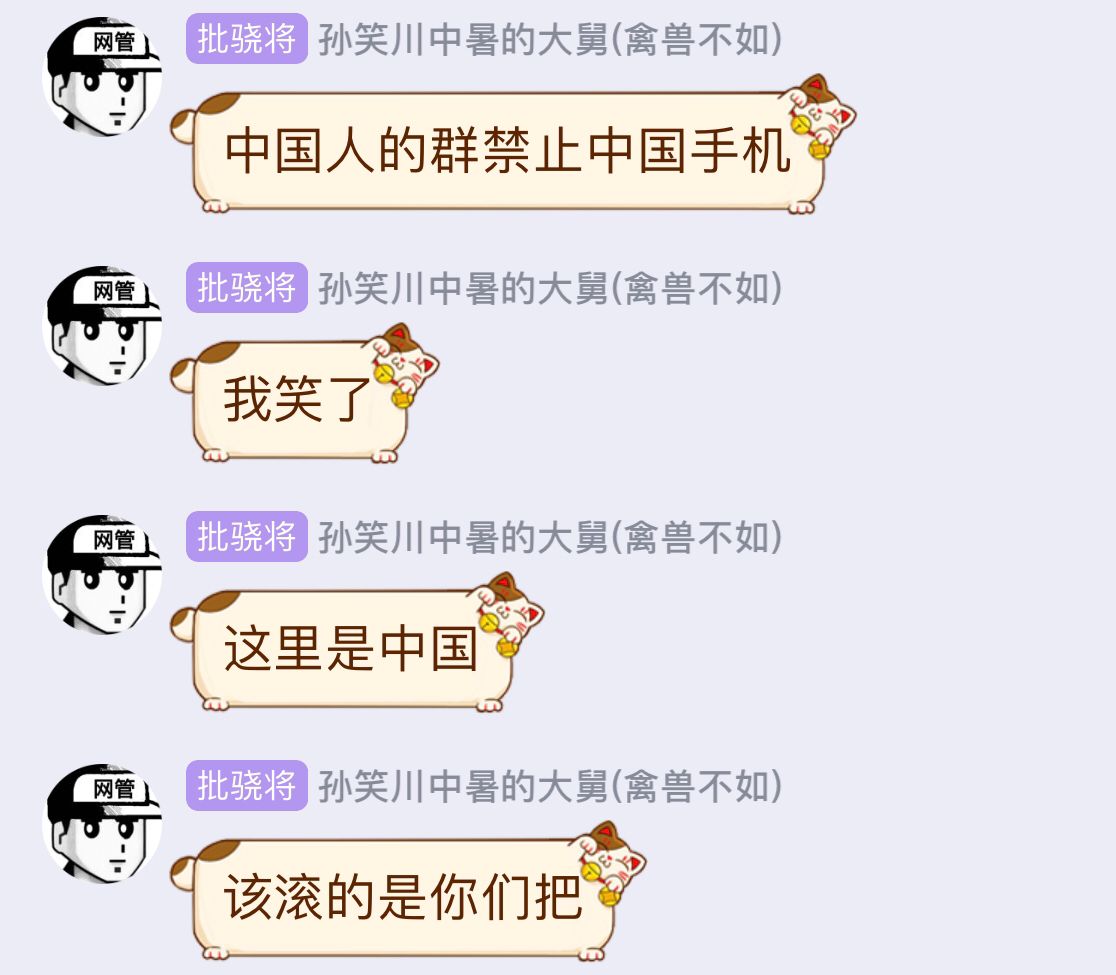 网管
批骁将 孙笑川中暑的大舅(禽兽不如)
中国人的群禁止中国手机
网管
批骁将 孙笑川中暑的大舅(禽兽不如)
我笑了
网管
批骁将 孙笑川中暑的大舅(禽兽不如)
这里是中国
网管
批骁将 孙笑川中暑的大舅(禽兽不如)
该滚的是你们把